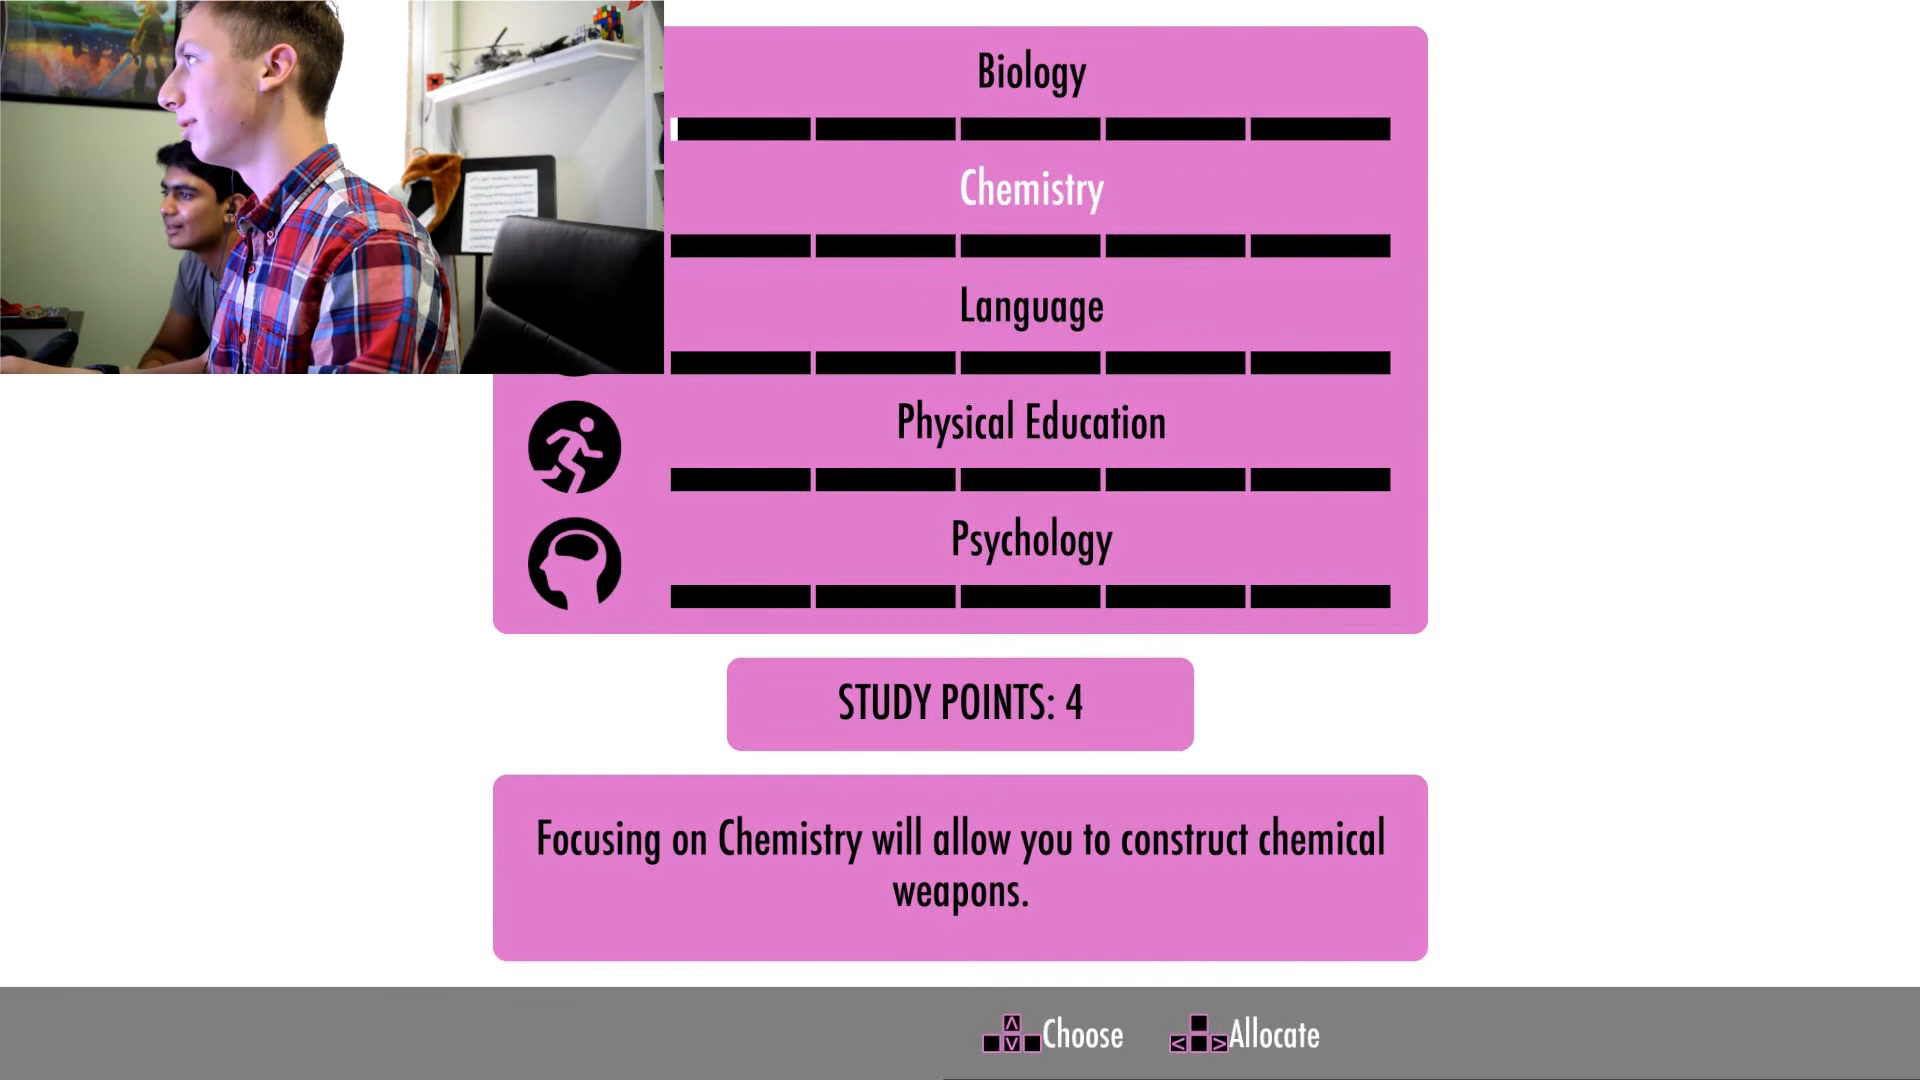 Biology
Chemistry
Language
Physical Education
Psychology
STUDY POINTS: 4
Focusing on Chemistry will allow you to construct chemical
weapons.
Choose
Allocate